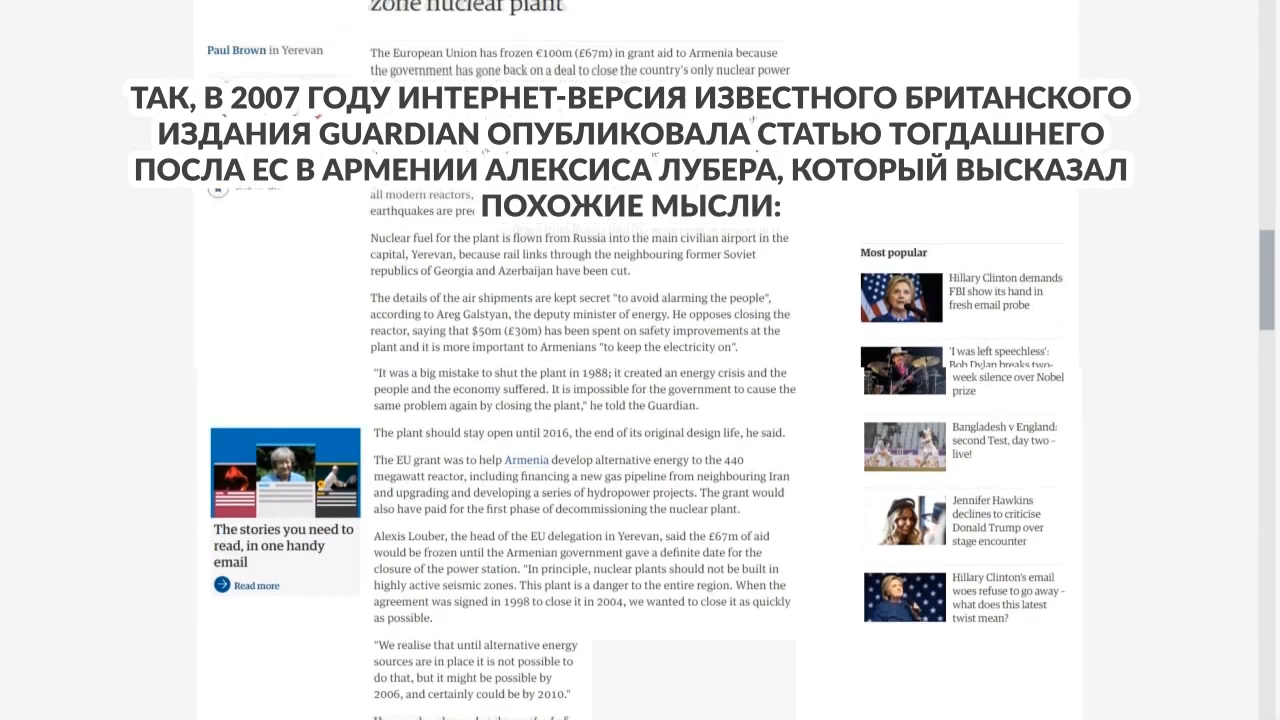 zone nuclear plant
Paul Brown in Yerevan
The European Union has frozen €100m (£67m) in grant aid to Armenia because
the government has gone back on a deal to close the country's only nuclear power
ТАК, В 2007 ГОДУ ИНТЕРНЕТ-ВЕРСИЯ ИЗВЕСТНОГО БРИТАНСКОГО
ИЗДАНИЯ GUARDIAN ОПУБЛИКОВАЛА СТАТЬЮ ТОГДАШНЕГО
ПОСЛА ЕС В АРМЕНИИ АЛЕКСИСА ЛУБЕРА, КОТОРЫЙ ВЫСКАЗАЛ
ПОХОЖИЕ МЫСЛИ:
all modern reactors,
earthquakes are
Nuclear fuel for the plant is flown from Russia into the main civilian airport in the
capital, Yerevan, because rail links through the neighbouring former Soviet
republics of Georgia and Azerbaijan have been cut.
The details of the air shipments are kept secret "to avoid alarming the people",
according to Areg Galstyan, the deputy minister of energy. He opposes closing the
reactor, saying that $50m (£30m) has been spent on safety improvements at the
plant and it is more important to Armenians "to keep the electricity on".
"It was a big mistake to shut the plant in 1988; it created an energy crisis and the
people and the economy suffered. It is impossible for the government to cause the
same problem again by closing the plant," he told the Guardian.
The plant should stay open until 2016, the end of its original design life, he said.
The EU grant was to help Armenia develop alternative energy to the 440
megawatt reactor, including financing a new gas pipeline from neighbouring Iran
and upgrading and developing a series of hydropower projects. The grant would
also have paid for the first phase of decommissioning the nuclear plant.
Alexis Louber, the head of the EU delegation in Yerevan, said the £67m of aid
would be frozen until the Armenian government gave a definite date for the
closure of the power station. "In principle, nuclear plants should not be built in
highly active seismic zones. This plant is a danger to the entire region. When the
agreement was signed in 1998 to close it in 2004, we wanted to close it as quickly
as possible.
"We realise that until alternative energy
sources are in place it is not possible to
do that, but it might be possible by
2006, and certainly could be by 2010."
The stories you need to
read, in one handy
email
Read more
Most popular
Hillary Clinton demands
FBI show its hand in
fresh email probe
'I was left speechless':
Bob Dylan breaks two-
week silence over Nobel
prize
Bangladesh v England:
second Test, day two –
live!
Jennifer Hawkins
declines to criticise
Donald Trump over
stage encounter
Hillary Clinton's email
woes refuse to go away –
what does this latest
twist mean?